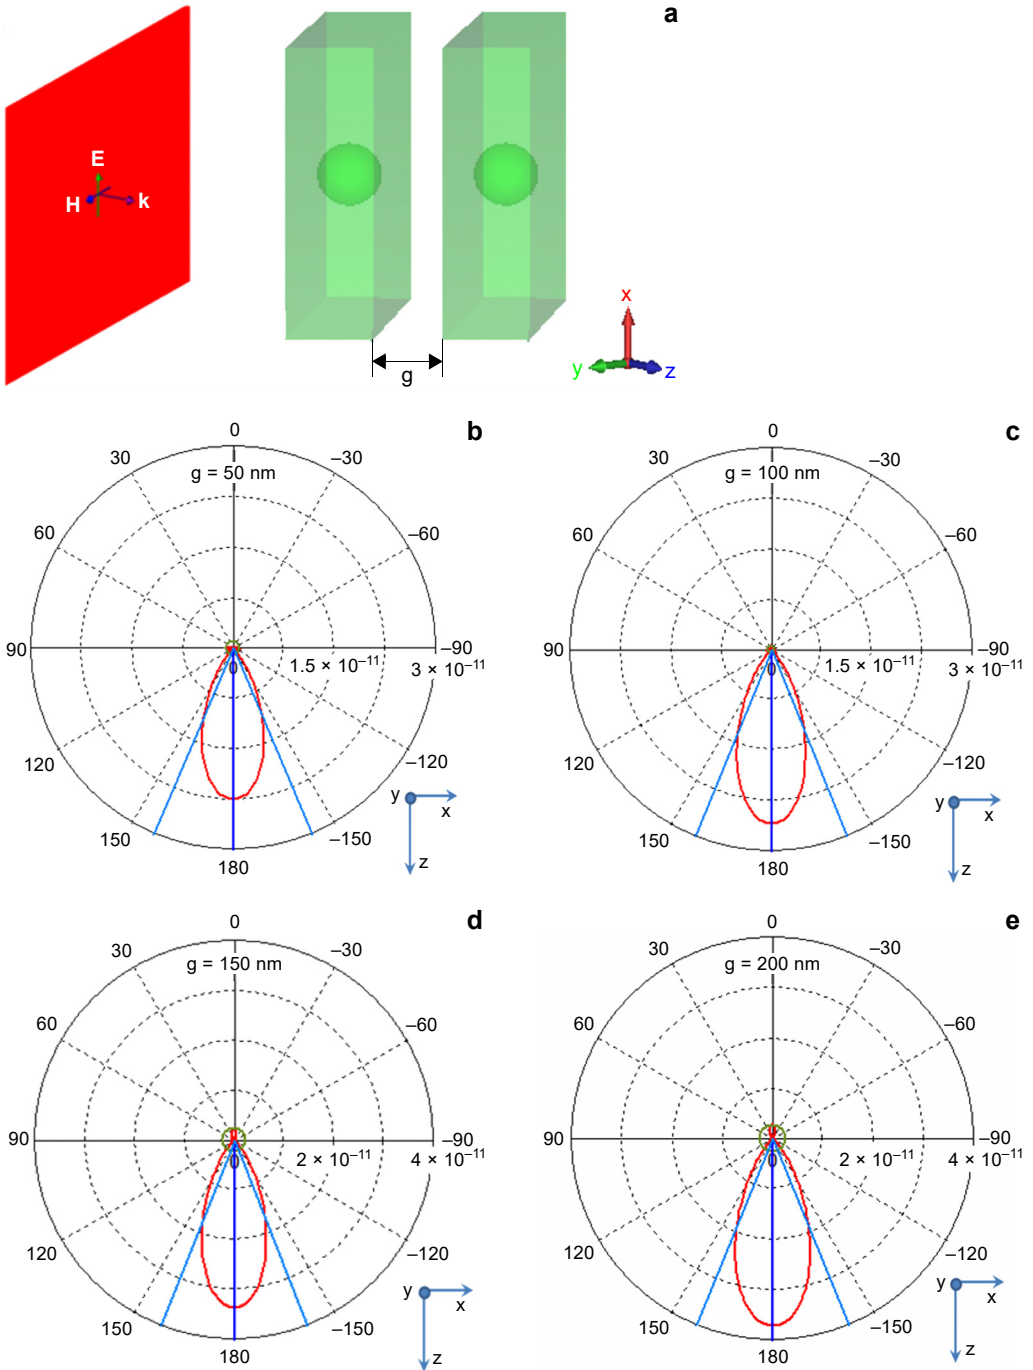 a
E
H k
g
x
y z
b
0
30 –30
g = 50 nm
60 –60
90 –90
0 1.5 × 10⁻¹¹ 3 × 10⁻¹¹
120 –120
y
x
150 –150
z
180
c
0
30 –30
g = 100 nm
60 –60
90 –90
0 1.5 × 10⁻¹¹ 3 × 10⁻¹¹
120 –120
y
x
150 –150
z
180
d
0
30 –30
g = 150 nm
60 –60
90 –90
0 2 × 10⁻¹¹ 4 × 10⁻¹¹
120 –120
y
x
150 –150
z
180
e
0
30 –30
g = 200 nm
60 –60
90 –90
0 2 × 10⁻¹¹ 4 × 10⁻¹¹
120 –120
y
x
150 –150
z
180